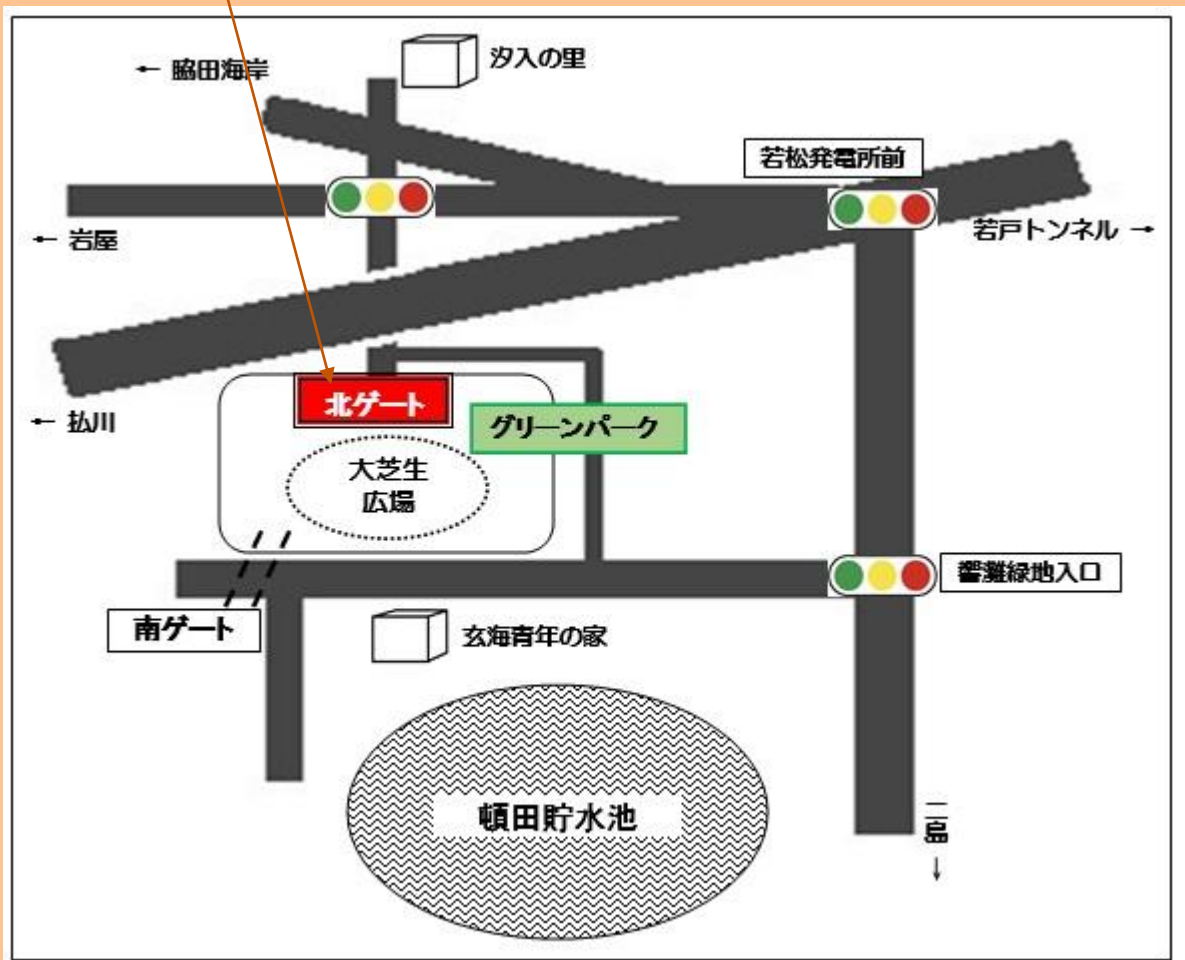 汐入の里
← 脇田海岸
若松発電所前
若戸トンネル →
← 岩屋
北ゲート
← 払川
グリーンパーク
大芝生
広場
響灘緑地入口
南ゲート
玄海青年の家
頓田貯水池
二島
↓